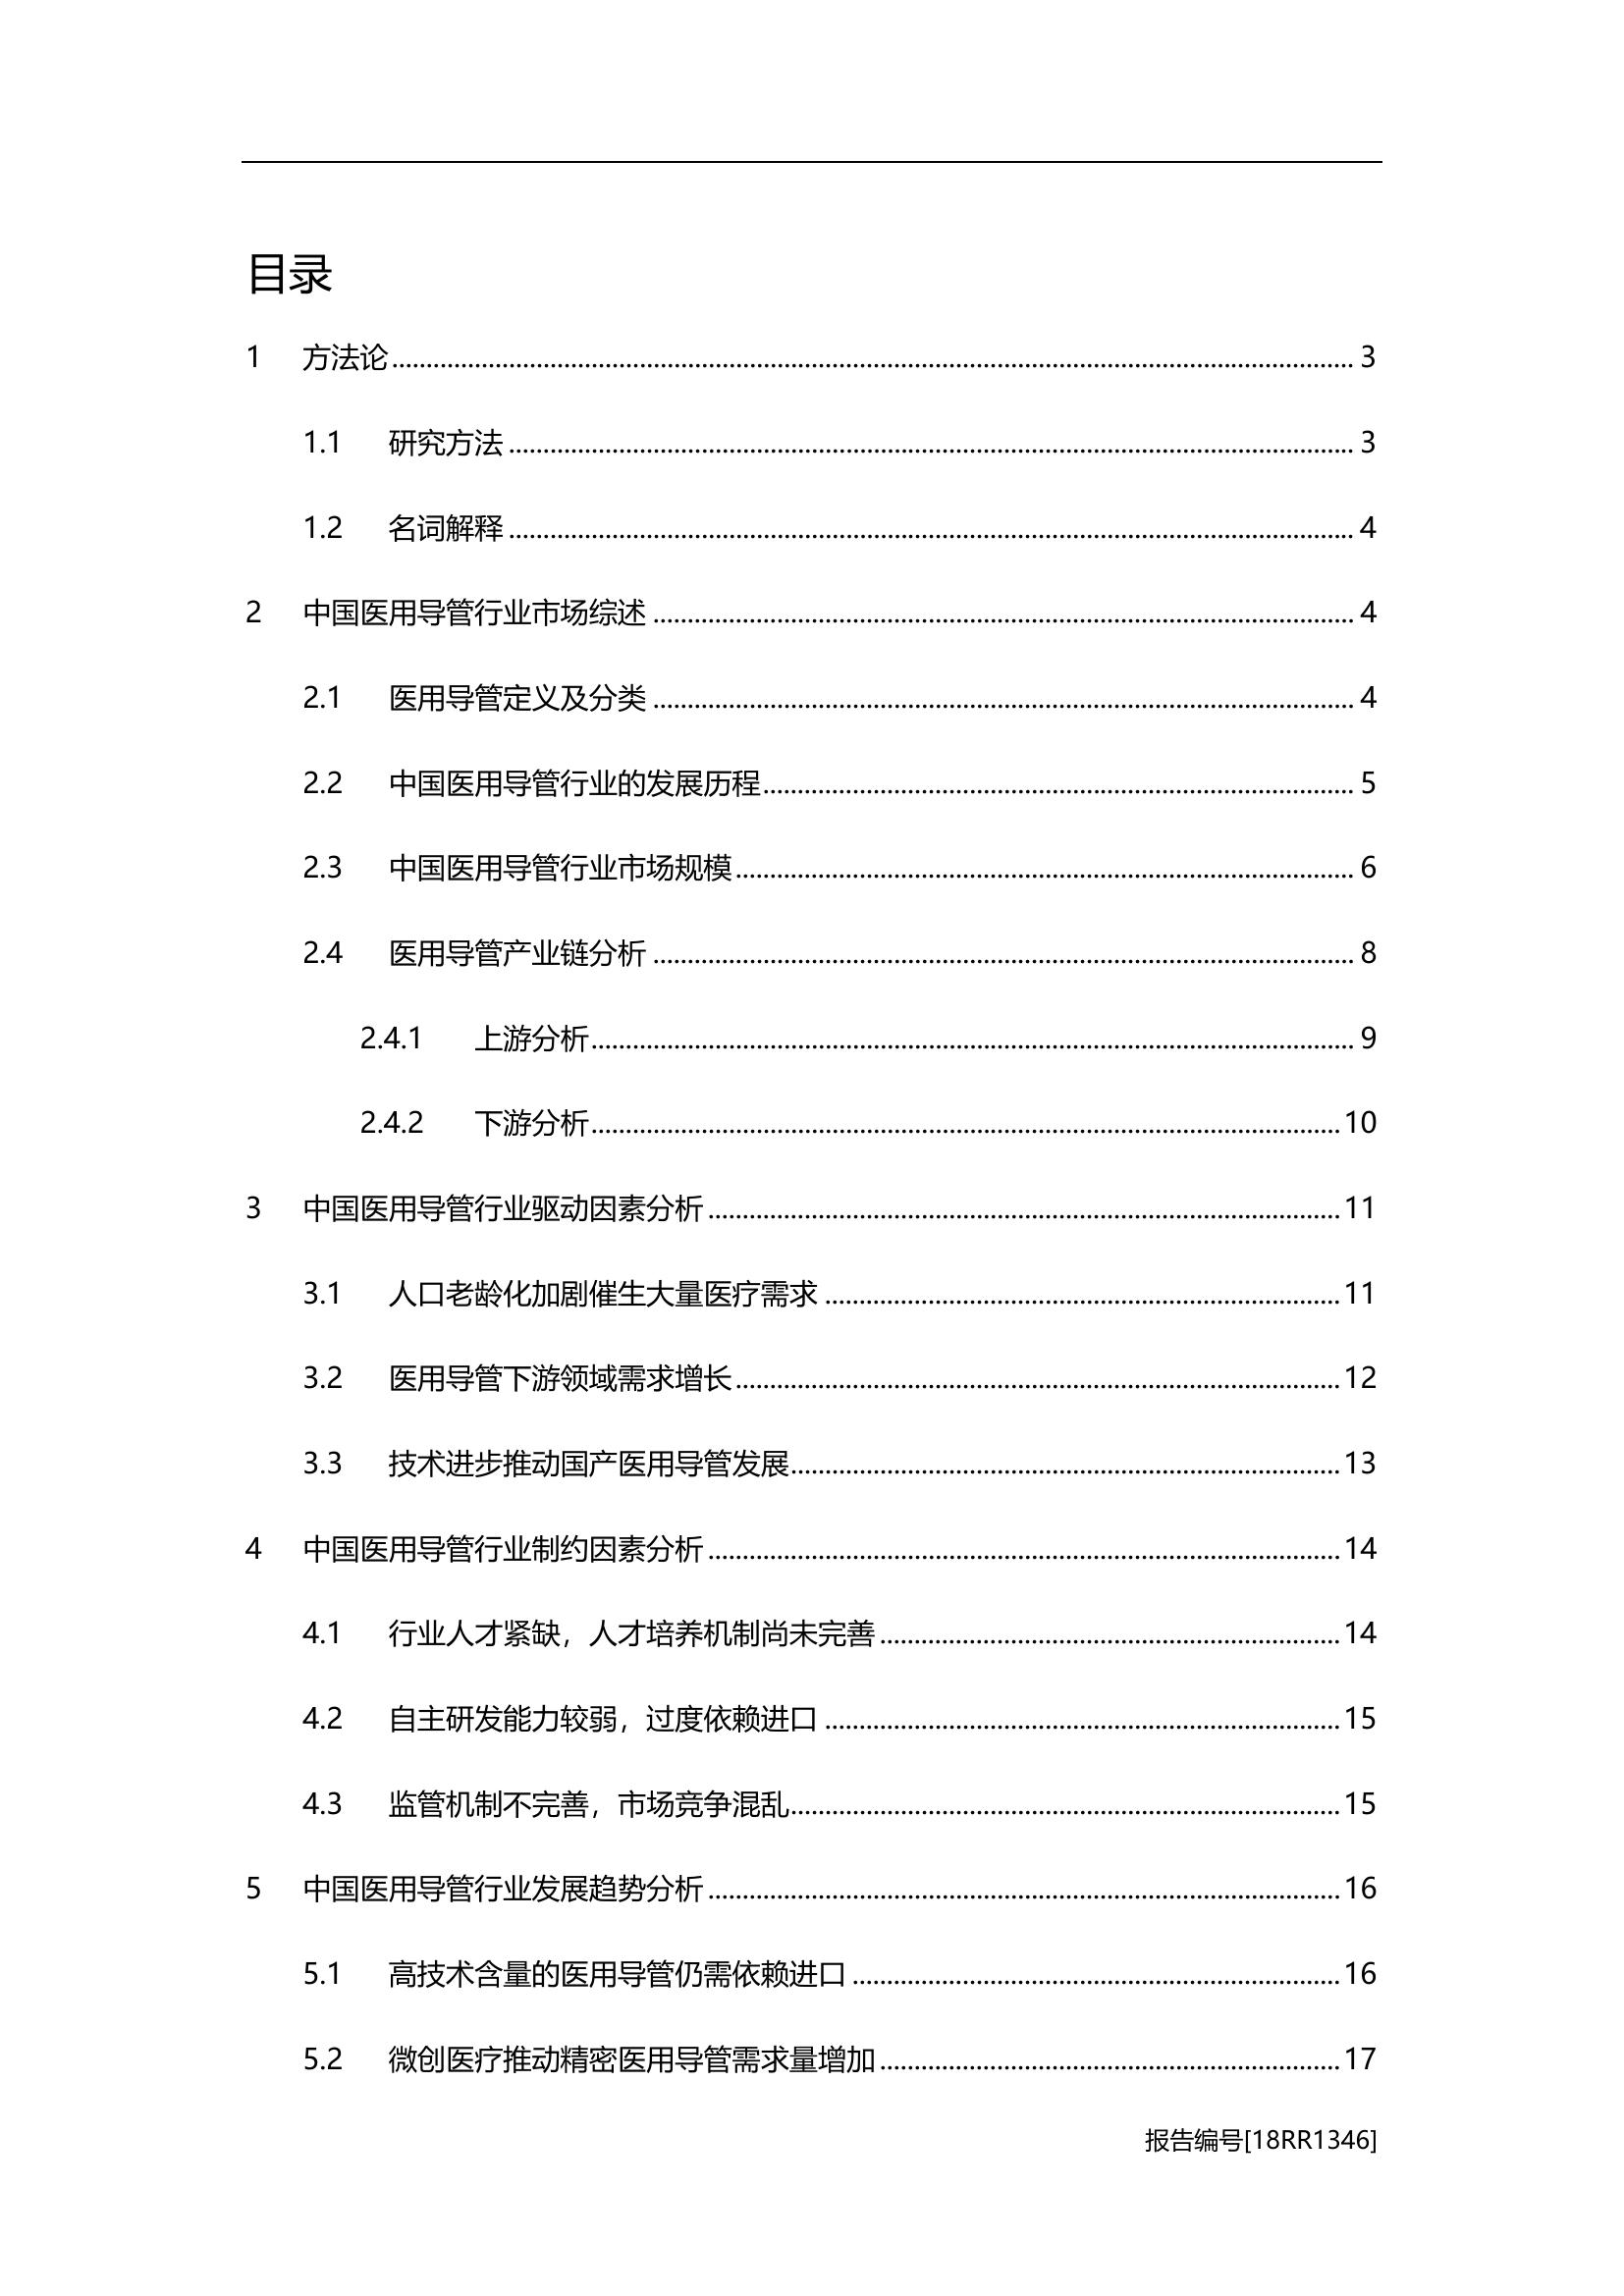 目录
1 方法论 3
1.1 研究方法 3
1.2 名词解释 4
2 中国医用导管行业市场综述 4
2.1 医用导管定义及分类 4
2.2 中国医用导管行业的发展历程 5
2.3 中国医用导管行业市场规模 6
2.4 医用导管产业链分析 8
2.4.1 上游分析 9
2.4.2 下游分析 10
3 中国医用导管行业驱动因素分析 11
3.1 人口老龄化加剧催生大量医疗需求 11
3.2 医用导管下游领域需求增长 12
3.3 技术进步推动国产医用导管发展 13
4 中国医用导管行业制约因素分析 14
4.1 行业人才紧缺，人才培养机制尚未完善 14
4.2 自主研发能力较弱，过度依赖进口 15
4.3 监管机制不完善，市场竞争混乱 15
5 中国医用导管行业发展趋势分析 16
5.1 高技术含量的医用导管仍需依赖进口 16
5.2 微创医疗推动精密医用导管需求量增加 17
报告编号[18RR1346]